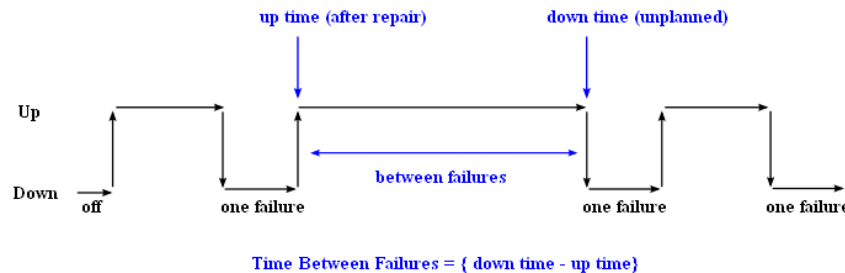 up time (after repair)
down time (unplanned)
Up
between failures
Down
off
one failure
one failure
one failure
Time Between Failures = { down time - up time}